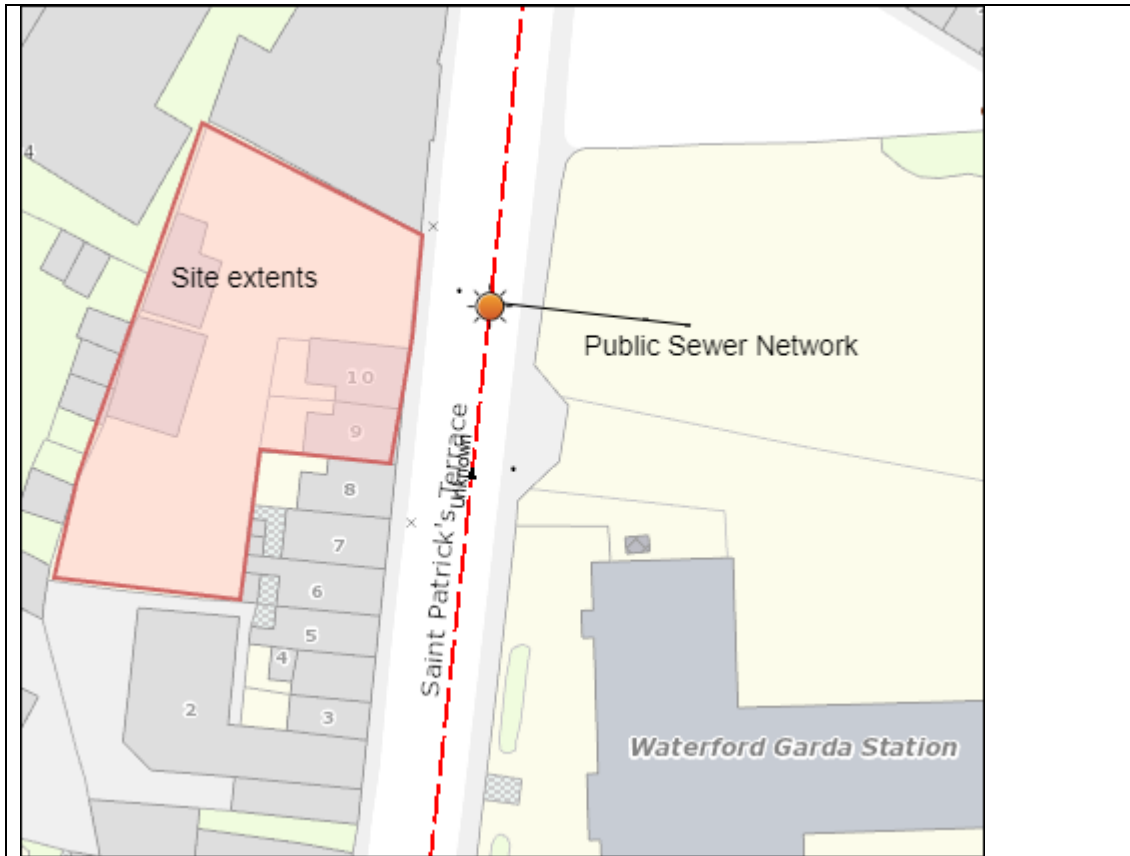 4
Site extents
Public Sewer Network
10
9
8
7
6
5
4
3
2
Saint Patrick's Terrace
Unknown
Waterford Garda Station